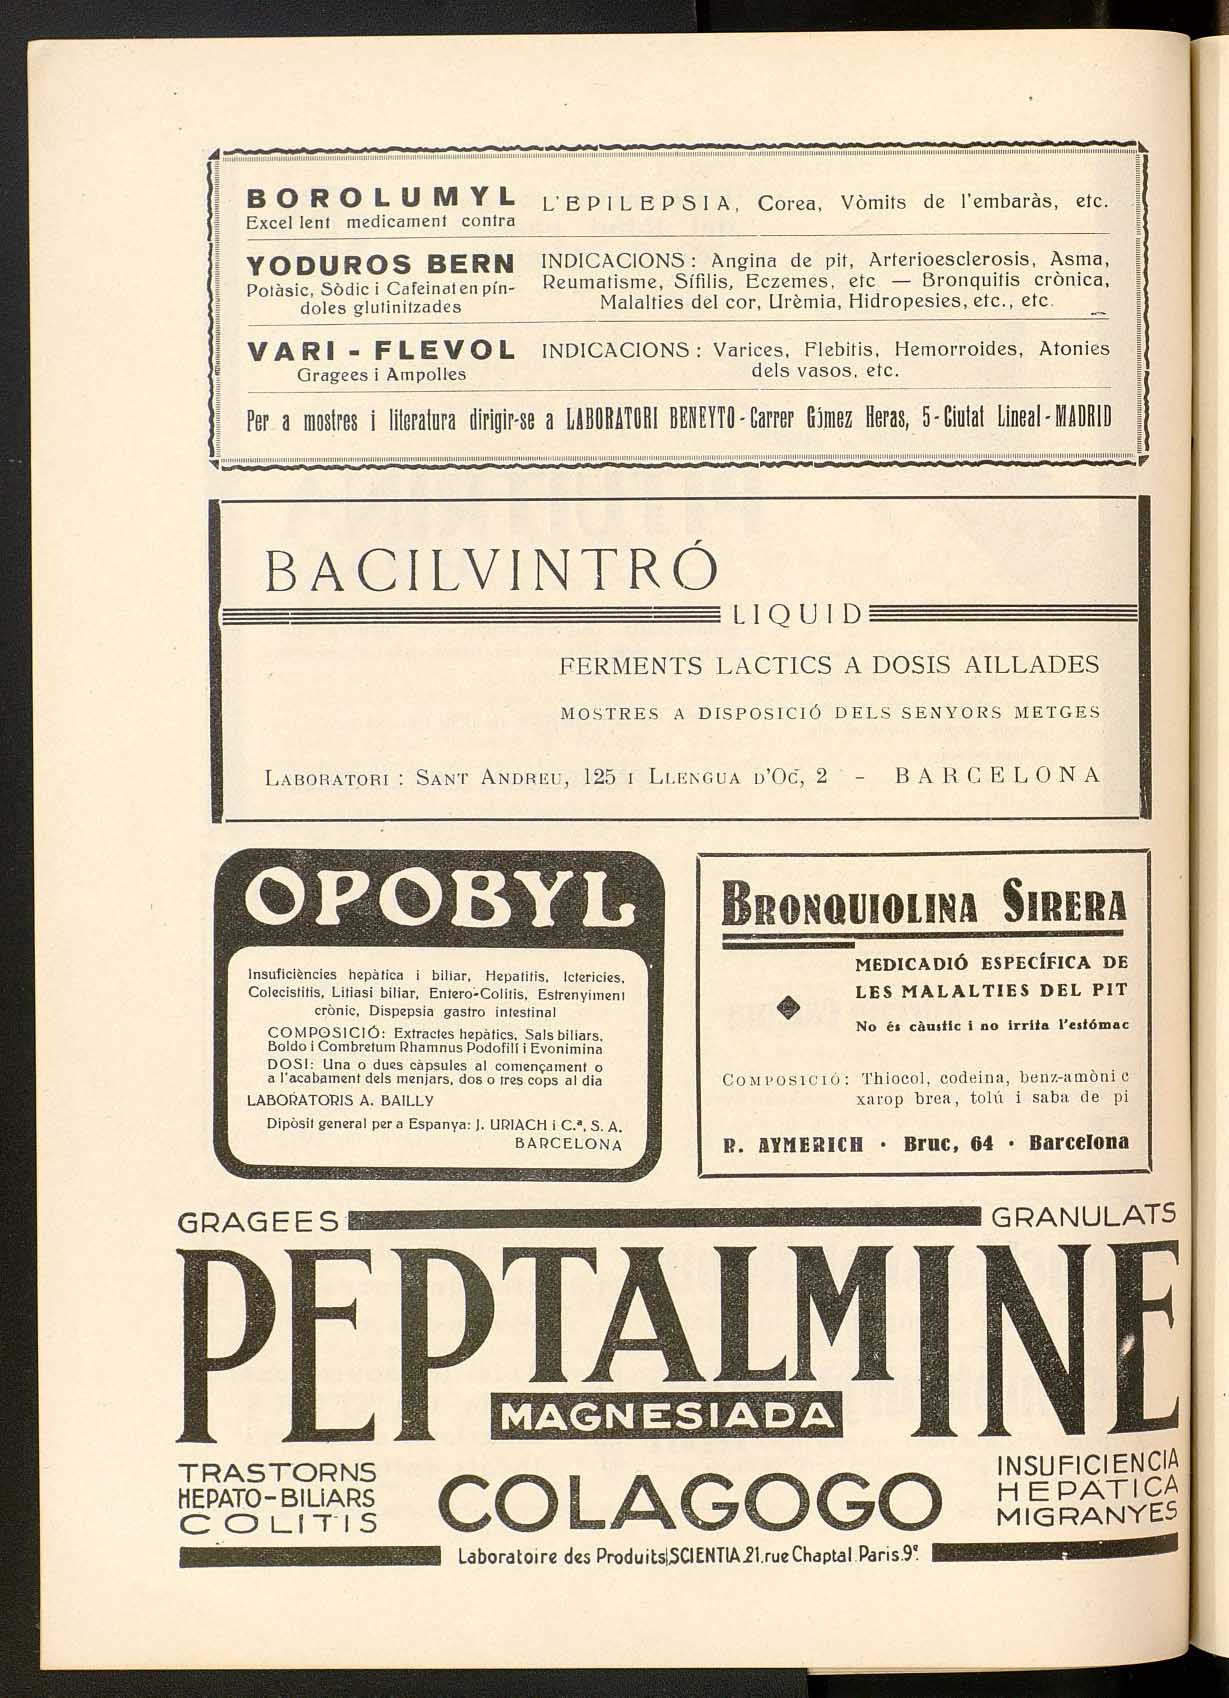 BOROLUMYL
Excel lent medicament contra
L'EPILEPSIA, Corea, Vòmits de l'embaràs, etc.
YODUROS BERN
Potàsic, Sòdic i Cafeinat en pín-
doles glutinitzades
INDICACIONS: Angina de pit, Arterioesclerosis, Asma,
Reumatisme, Sífilis, Eczemes, etc — Bronquitis crònica,
Malalties del cor, Urèmia, Hidropesies, etc., etc.
VARI - FLEVOL
Gragees i Ampolles
INDICACIONS: Varices, Flebitis, Hemorroides, Atonies
dels vasos, etc.
Per a mostres i literatura dirigir-se a LABORATORI BENEYTO - Carrer Gómez Heras, 5 - Ciutat Lineal - MADRID
BACILVINTRÓ
LIQUID
FERMENTS LACTICS A DOSIS AILLADES
MOSTRES A DISPOSICIÓ DELS SENYORS METGES
LABORATORI : SANT ANDREU, 125 I LLENGUA D'OC, 2 - BARCELONA
OPOBYL
Insuficiències hepàtica i biliar, Hepatitis, Ictericies,
Colecistitis, Litiasi biliar, Entero-Colitis, Estrenyiment
crònic, Dispepsia gastro intestinal
COMPOSICIÓ: Extractes hepàtics, Sals biliars,
Boldo i Combretum Rhamnus Podofilí i Evonimina
DOSI: Una o dues càpsules al començament o
a l'acabament dels menjars, dos o tres cops al dia
LABORATORIS A. BAILLY
Dipòsit general per a Espanya: J. URIACH i C.ª, S. A.
BARCELONA
BRONQUIOLINA SIRERA
MEDICADIÓ ESPECÍFICA DE
LES MALALTIES DEL PIT
No és càustic i no irrita l'estómac
COMPOSICIÓ: Thiocol, codeina, benz-amònic
xarop brea, tolú i saba de pi
R. AYMERICH · Bruc, 64 · Barcelona
GRAGEES
GRANULATS
PEPTALMINE
MAGNESIADA
TRASTORNS
HEPATO-BILIARS
COLITIS
COLAGOGO
INSUFICIENCIA
HEPATICA
MIGRANYES
Laboratoire des Produits SCIENTIA.21.rue Chaptal.Paris.9ᵉ.